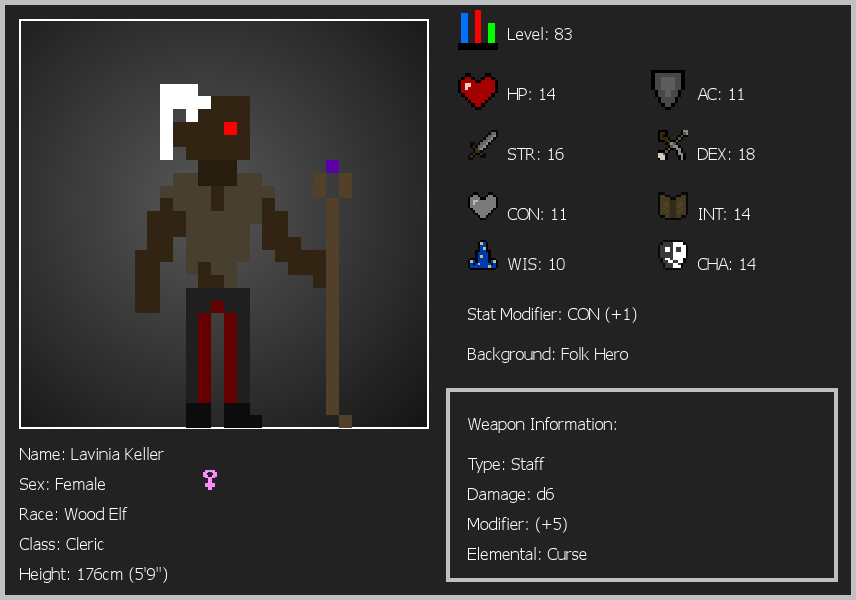 Level: 83
HP: 14
AC: 11
STR: 16
DEX: 18
CON: 11
INT: 14
WIS: 10
CHA: 14
Stat Modifier: CON (+1)
Background: Folk Hero
Weapon Information:
Type: Staff
Damage: d6
Modifier: (+5)
Elemental: Curse
Name: Lavinia Keller
Sex: Female
Race: Wood Elf
Class: Cleric
Height: 176cm (5'9")